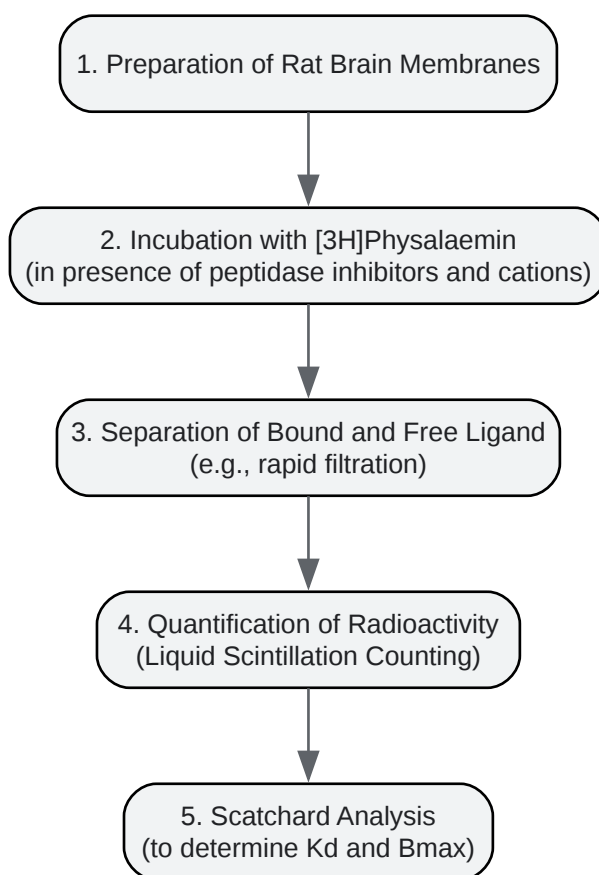 1. Preparation of Rat Brain Membranes
2. Incubation with [3H]Physalaemin
(in presence of peptidase inhibitors and cations)
3. Separation of Bound and Free Ligand
(e.g., rapid filtration)
4. Quantification of Radioactivity
(Liquid Scintillation Counting)
5. Scatchard Analysis
(to determine Kd and Bmax)